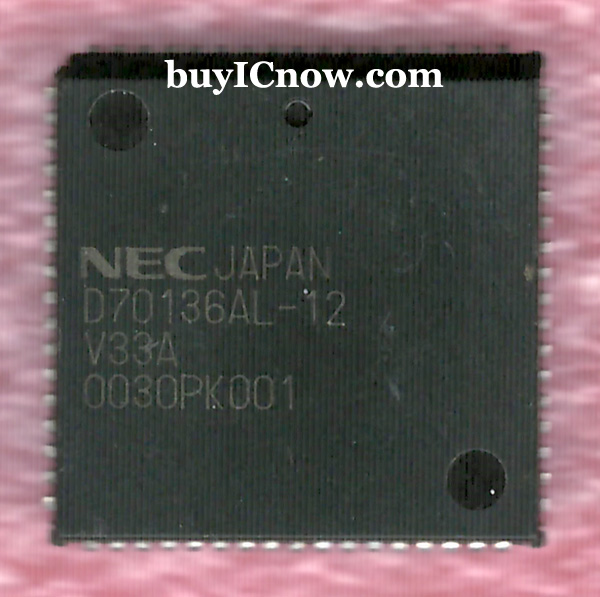 buyICnow.com
NEC JAPAN
D70136AL-12
V33A
0030PK001